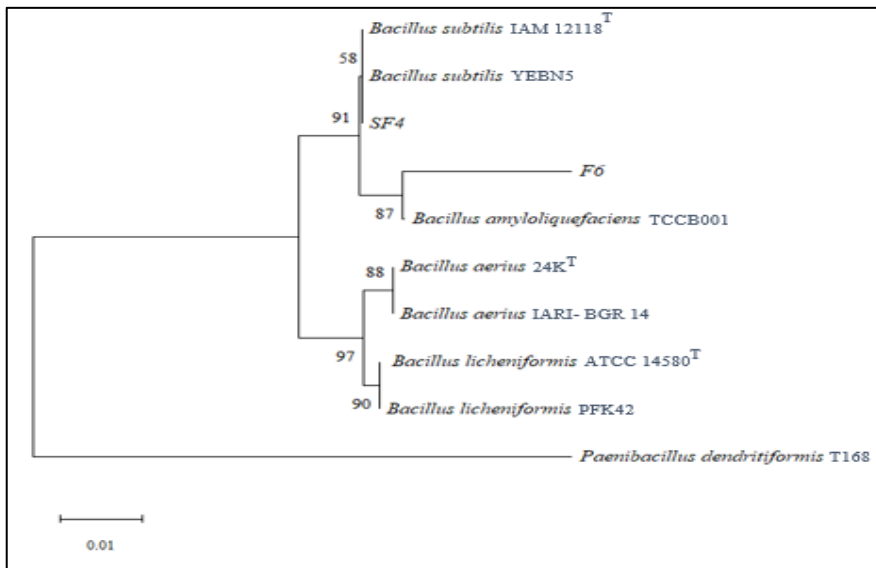 Bacillus subtilis IAM 12118T
58
Bacillus subtilis YEBN5
91
SF4
F6
87
Bacillus amyloliquefaciens TCCB001
88
Bacillus aerius 24KT
Bacillus aerius IARI- BGR 14
97
Bacillus licheniformis ATCC 14580T
90
Bacillus licheniformis PFK42
Paenibacillus dendritiformis T168
0.01